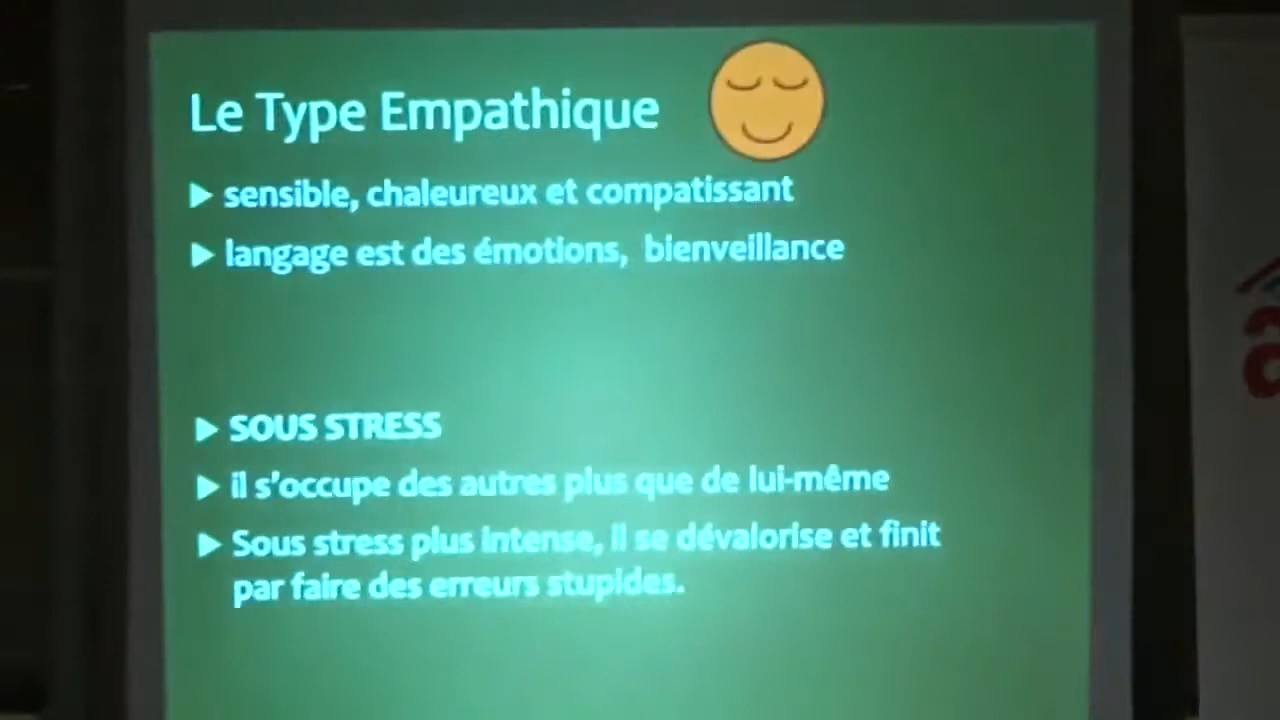 Le Type Empathique
sensible, chaleureux et compatissant
langage est des émotions, bienveillance
SOUS STRESS
il s'occupe des autres plus que de lui-même
Sous stress plus intense, il se dévalorise et finit
par faire des erreurs stupides.